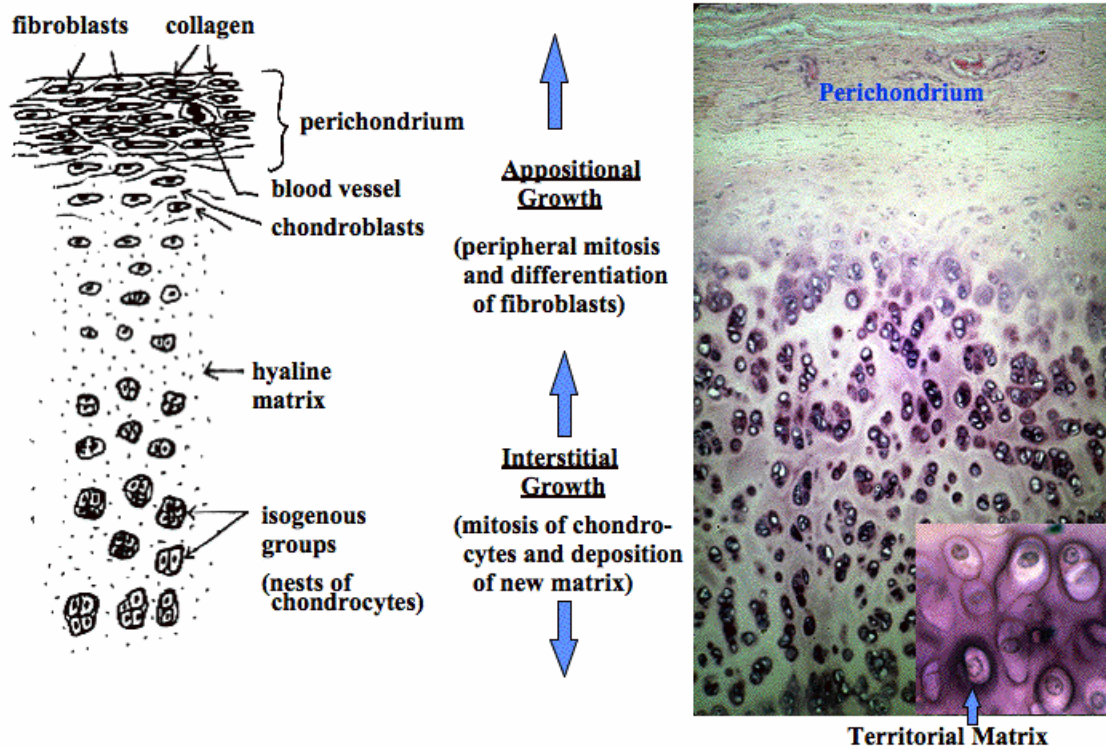 fibroblasts
collagen
perichondrium
blood vessel
chondroblasts
hyaline
matrix
isogenous
groups
(nests of
chondrocytes)
Appositional
Growth
(peripheral mitosis
and differentiation
of fibroblasts)
Interstitial
Growth
(mitosis of chondro-
cytes and deposition
of new matrix)
Perichondrium
Territorial Matrix